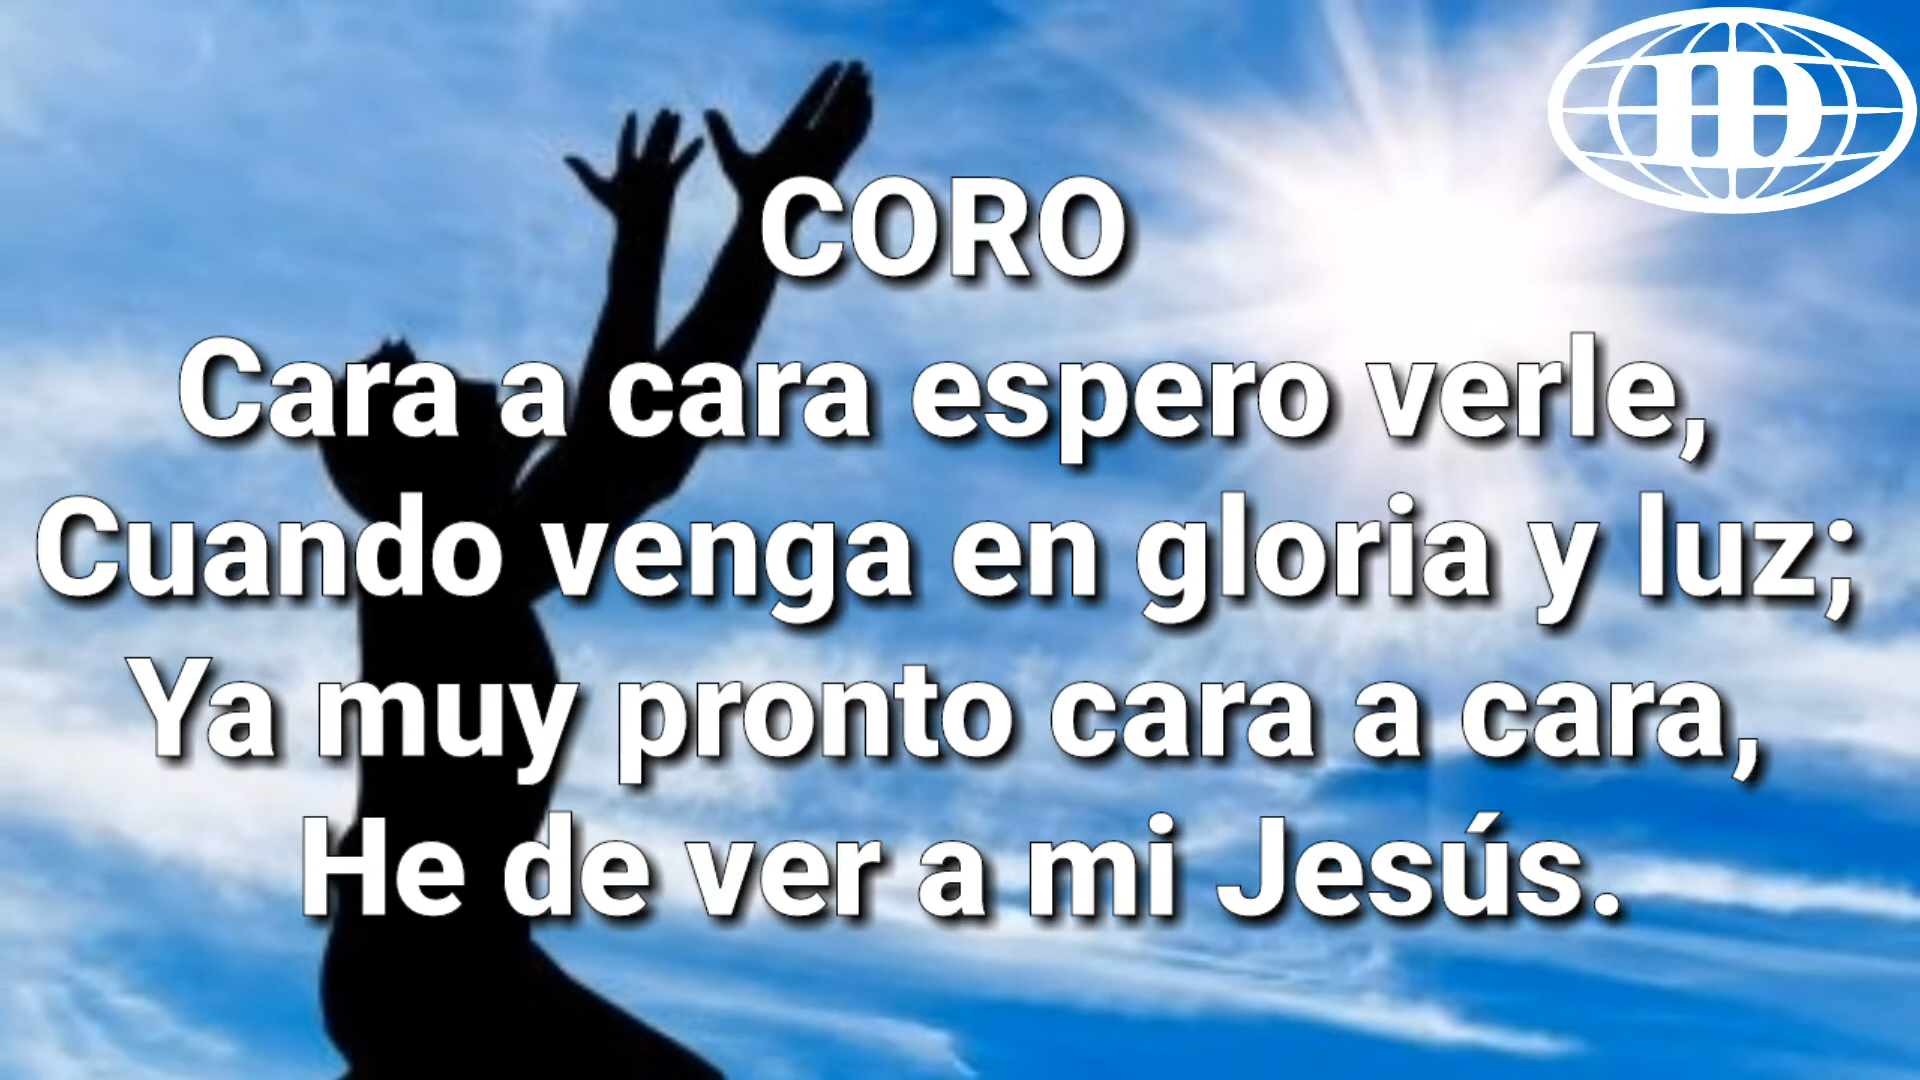 ID
CORO
Cara a cara espero verle,
Cuando venga en gloria y luz;
Ya muy pronto cara a cara,
He de ver a mi Jesús.